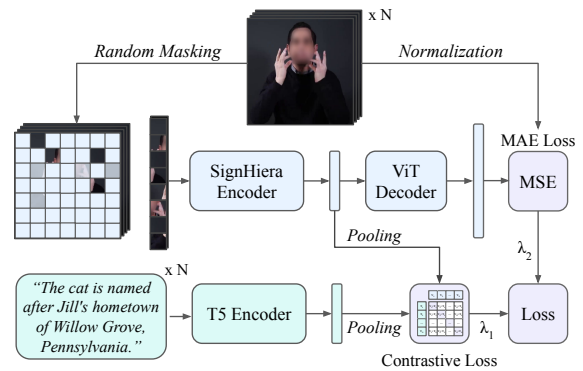 x N
Random Masking
Normalization
MAE Loss
SignHiera
Encoder
ViT
Decoder
MSE
Pooling
λ2
x N
“The cat is named
after Jill's hometown
of Willow Grove,
Pennsylvania.”
T5 Encoder
Pooling
λ1
Loss
Contrastive Loss